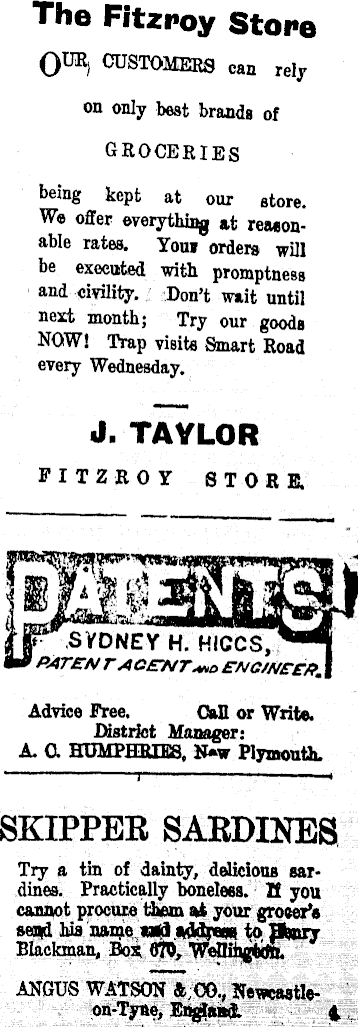 The Fitzroy Store
OUR, CUSTOMERS can rely
on only best brands of
GROCERIES
being kept at our store.
We offer everything at reason-
able rates. Your orders will
be executed with promptness
and civility. Don't wait until
next month; Try our goods
NOW! Trap visits Smart Road
every Wednesday.
J. TAYLOR
FITZROY STORE.
PATENTS
SYDNEY H. HIGGS,
PATENT AGENT AND ENGINEER.
Advice Free. Call or Write.
District Manager:
A. C. HUMPHRIES, New Plymouth.
SKIPPER SARDINES
Try a tin of dainty, delicious sar-
dines. Practically boneless. If you
cannot procure them at your grocer's
send his name and address to Henry
Blackman, Box 670, Wellington.
ANGUS WATSON & CO., Newcastle-
on-Tyne, England. 4